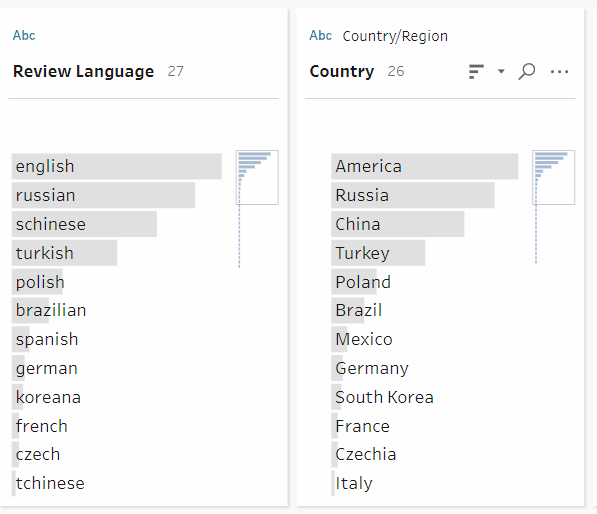 Abc
Review Language 27
english
russian
schinese
turkish
polish
brazilian
spanish
german
koreana
french
czech
tchinese
Abc Country/Region
Country 26
America
Russia
China
Turkey
Poland
Brazil
Mexico
Germany
South Korea
France
Czechia
Italy